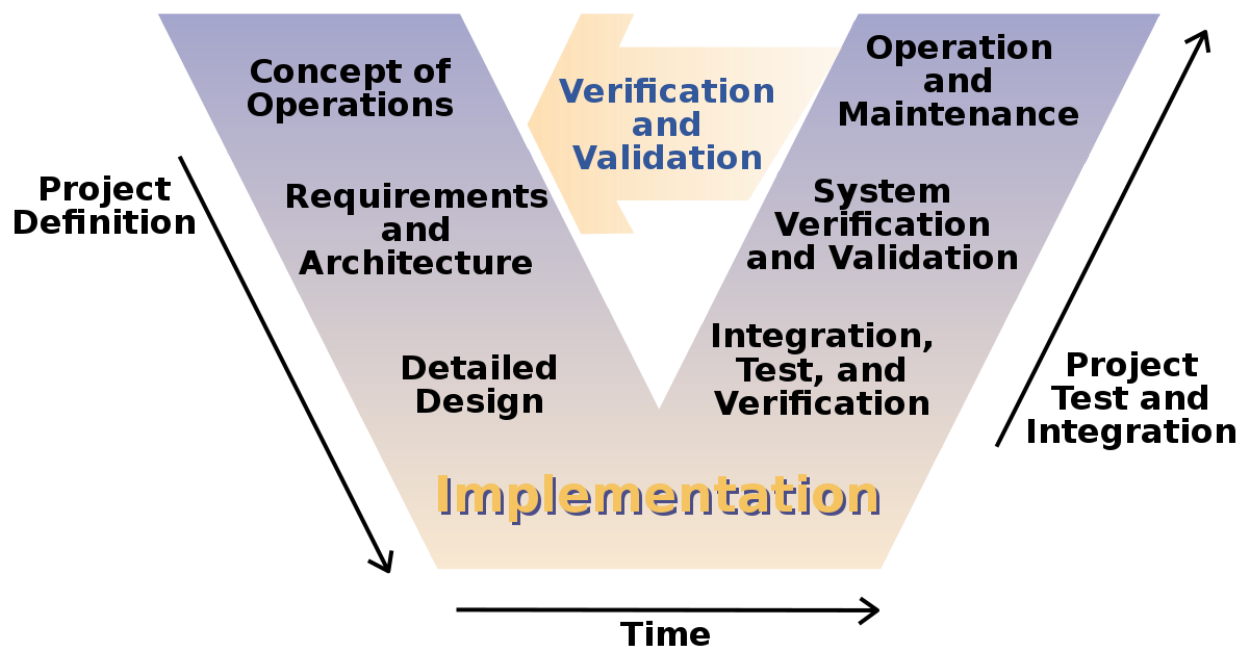 Concept of
Operations
Verification
and
Validation
Operation
and
Maintenance
Project
Definition
Requirements
and
Architecture
System
Verification
and Validation
Detailed
Design
Integration,
Test, and
Verification
Project
Test and
Integration
Implementation
Time